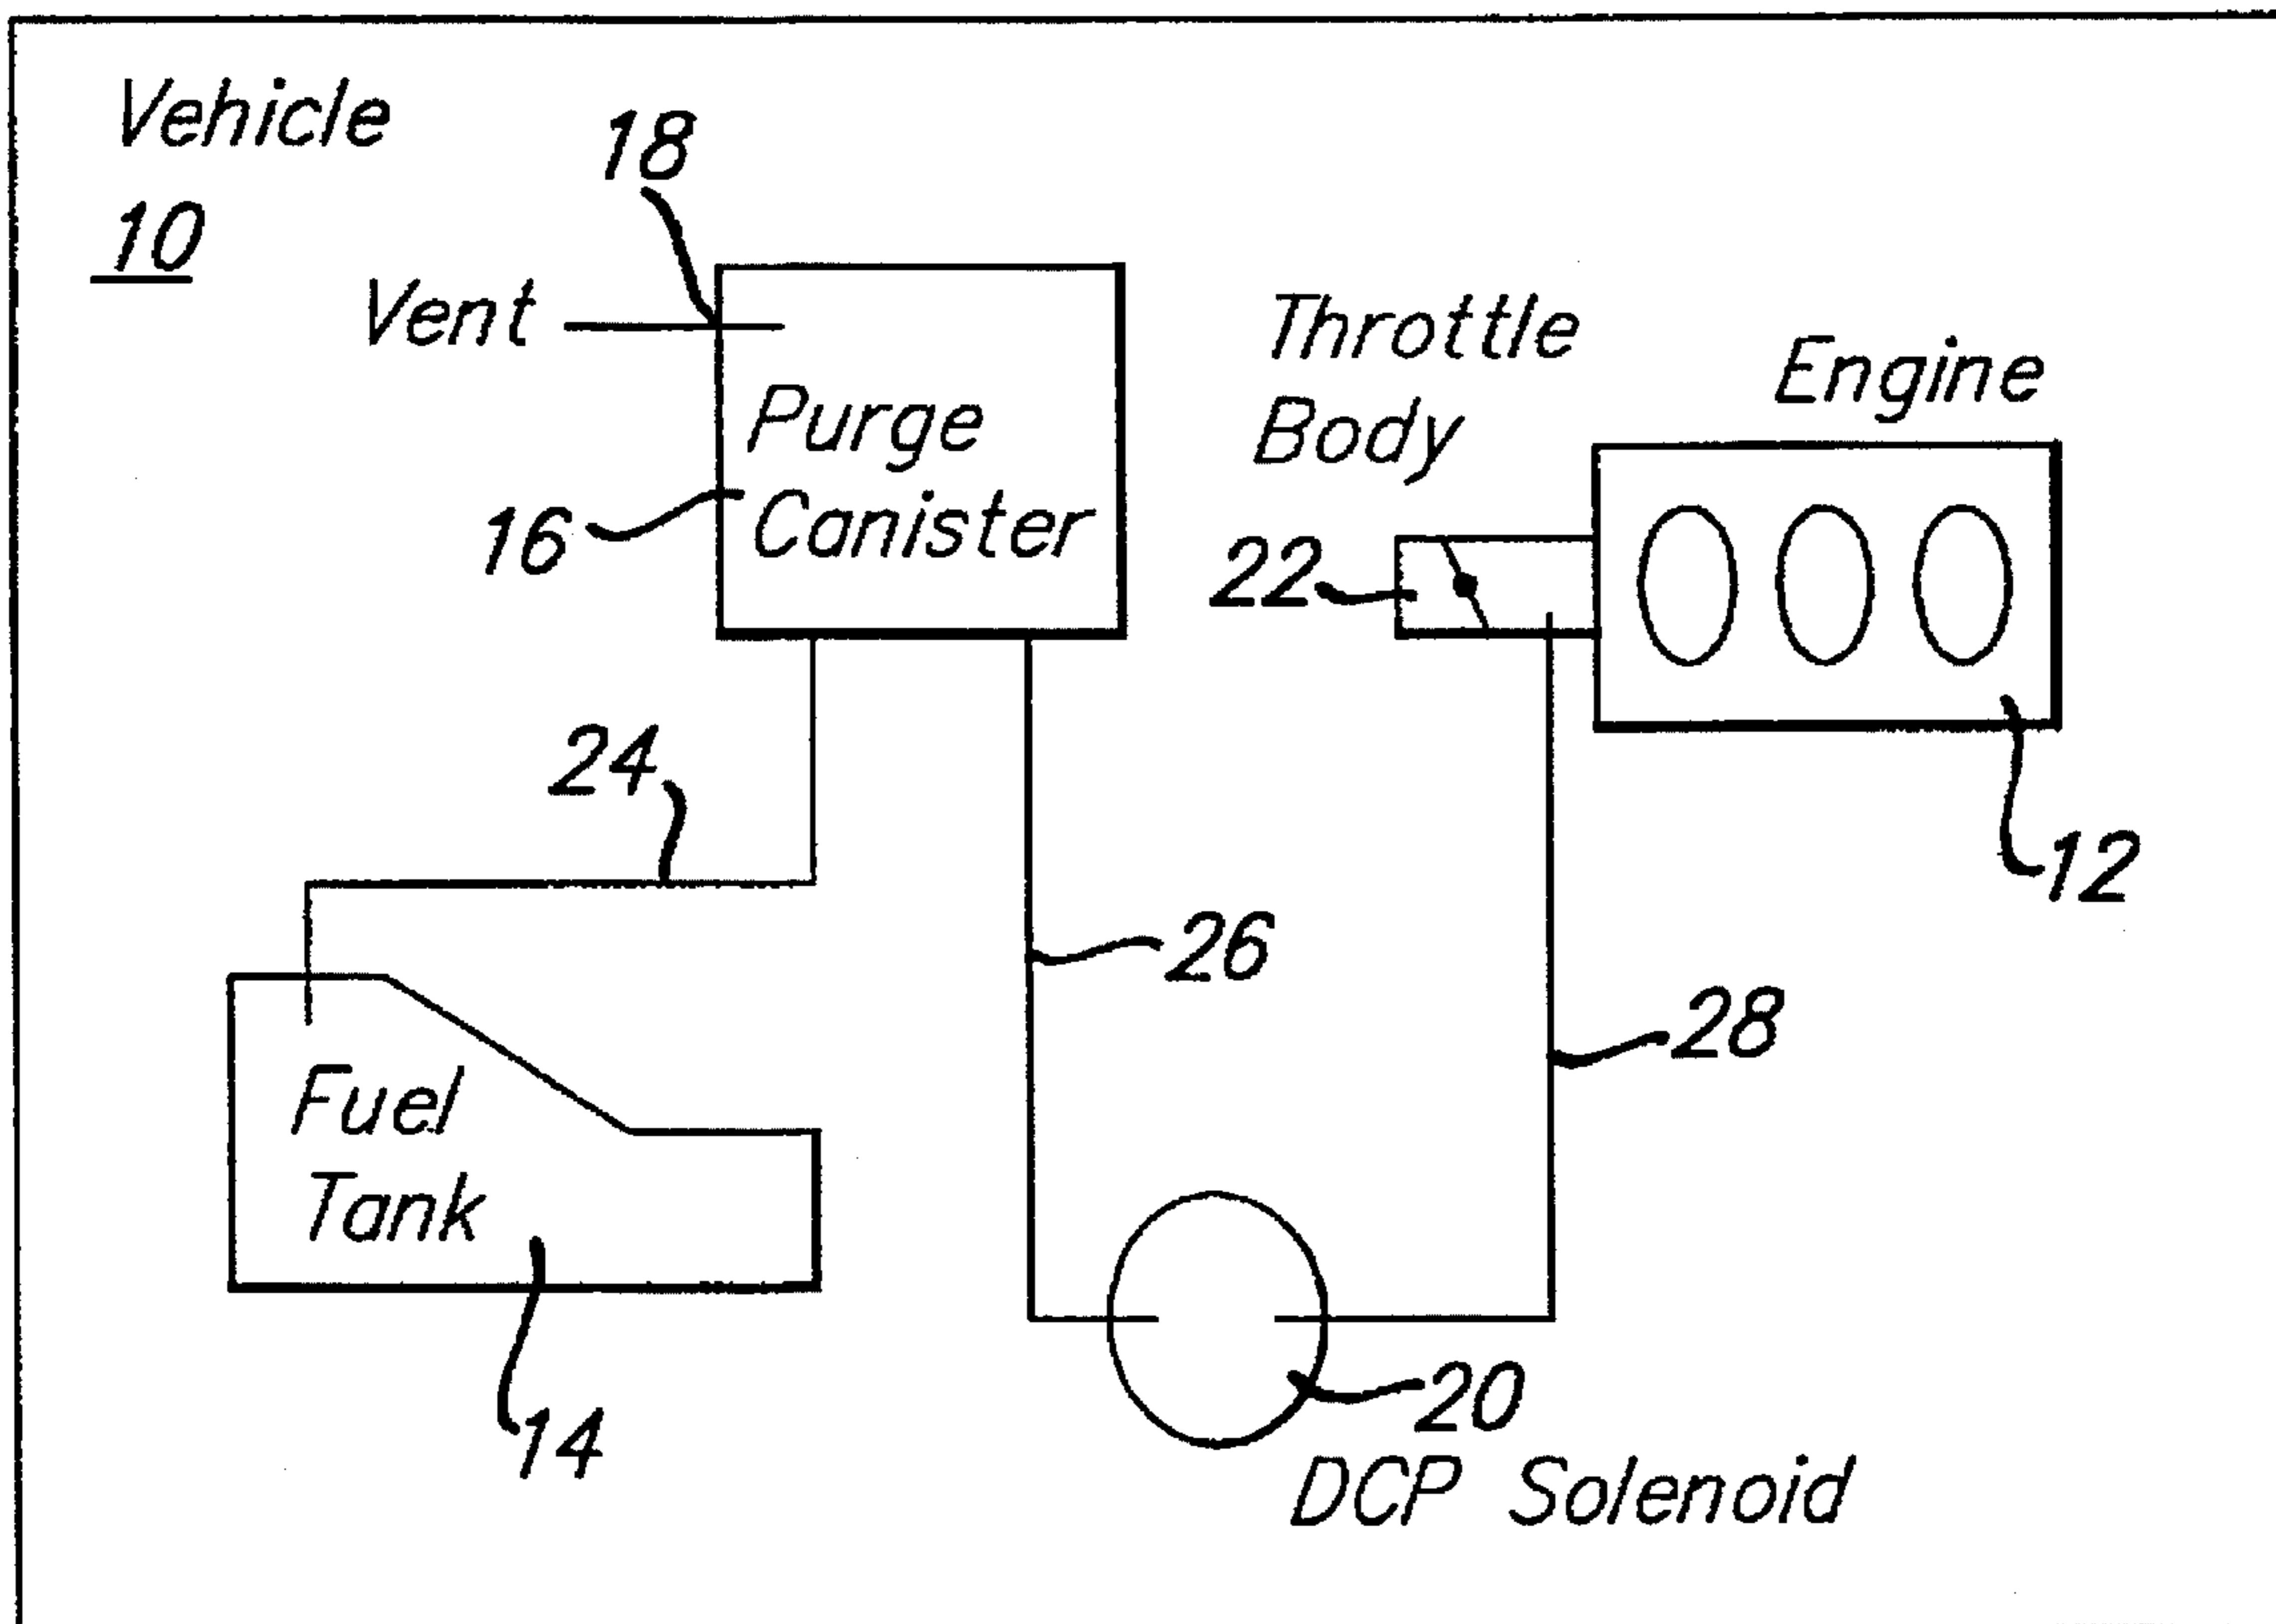 Vehicle
10
18
Vent
Purge
Canister
16
Throttle
Body
Engine
22
12
24
26
28
Fuel
Tank
14
20
DCP Solenoid